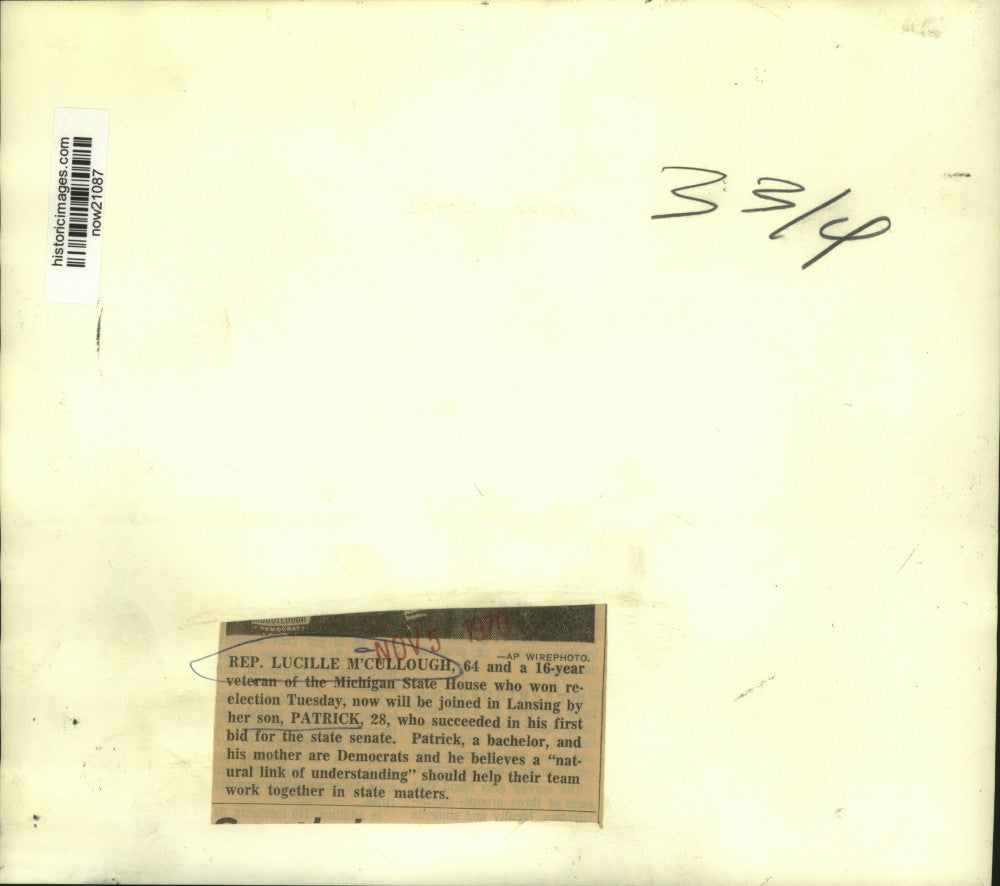 historicimages.com
now21087
3 3/4
DEMOCRAT
NOV 5 1970
—AP WIREPHOTO.
REP. LUCILLE M'CULLOUGH, 64 and a 16-year
veteran of the Michigan State House who won re-
election Tuesday, now will be joined in Lansing by
her son, PATRICK, 28, who succeeded in his first
bid for the state senate. Patrick, a bachelor, and
his mother are Democrats and he believes a “nat-
ural link of understanding” should help their team
work together in state matters.